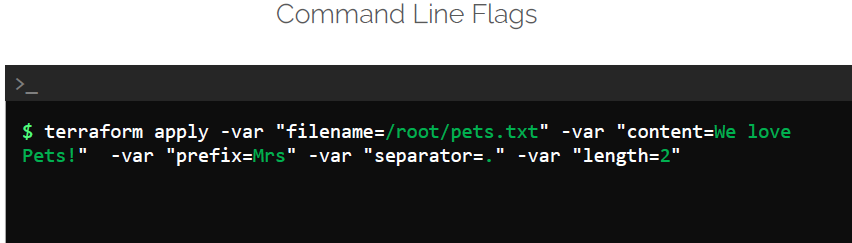 Command Line Flags
>_
$ terraform apply -var "filename=/root/pets.txt" -var "content=We love
Pets!"  -var "prefix=Mrs" -var "separator=." -var "length=2"